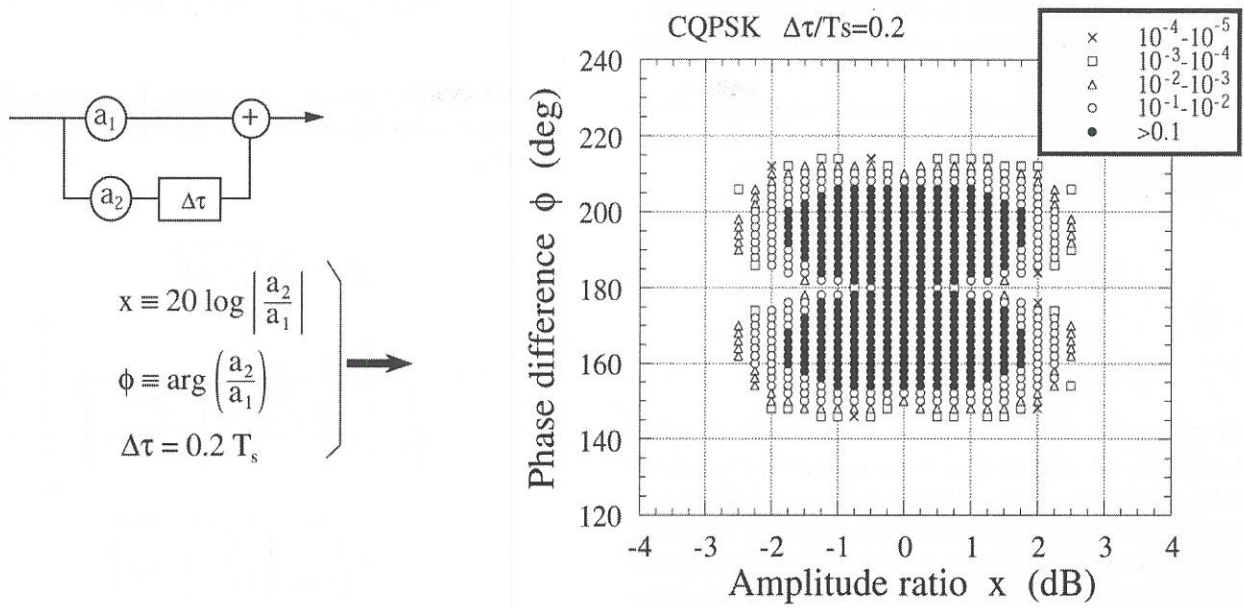 CQPSK Δτ/Ts=0.2
× 10⁻⁴-10⁻⁵
□ 10⁻³-10⁻⁴
△ 10⁻²-10⁻³
○ 10⁻¹-10⁻²
● >0.1
a₁
+
a₂
Δτ
x ≡ 20 log |a₂/a₁|
ϕ ≡ arg (a₂/a₁)
Δτ = 0.2 Tₛ
Phase difference ϕ (deg)
240
220
200
180
160
140
120
-4 -3 -2 -1 0 1 2 3 4
Amplitude ratio x (dB)